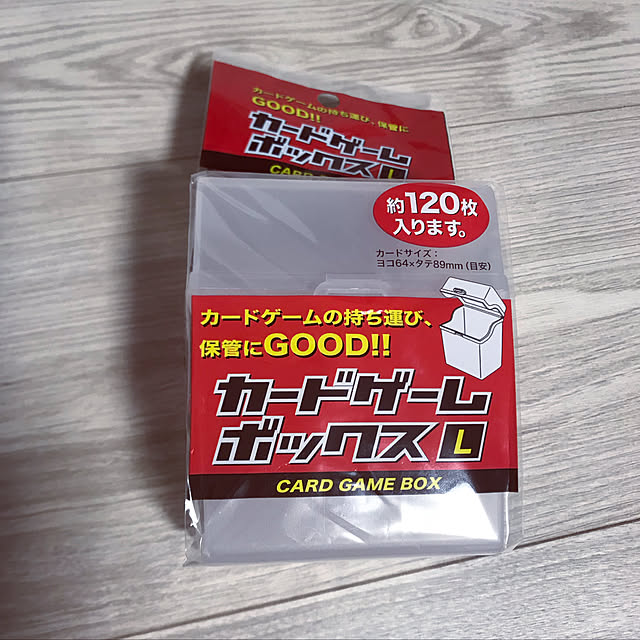 カードゲームの持ち運び、保管に
GOOD!!
カードゲーム
ボックス L
CARD GAME BOX
約120枚
入ります。
カードサイズ：
ヨコ64×タテ89mm（目安）
カードゲームの持ち運び、
保管にGOOD!!
カードゲーム
ボックス L
CARD GAME BOX